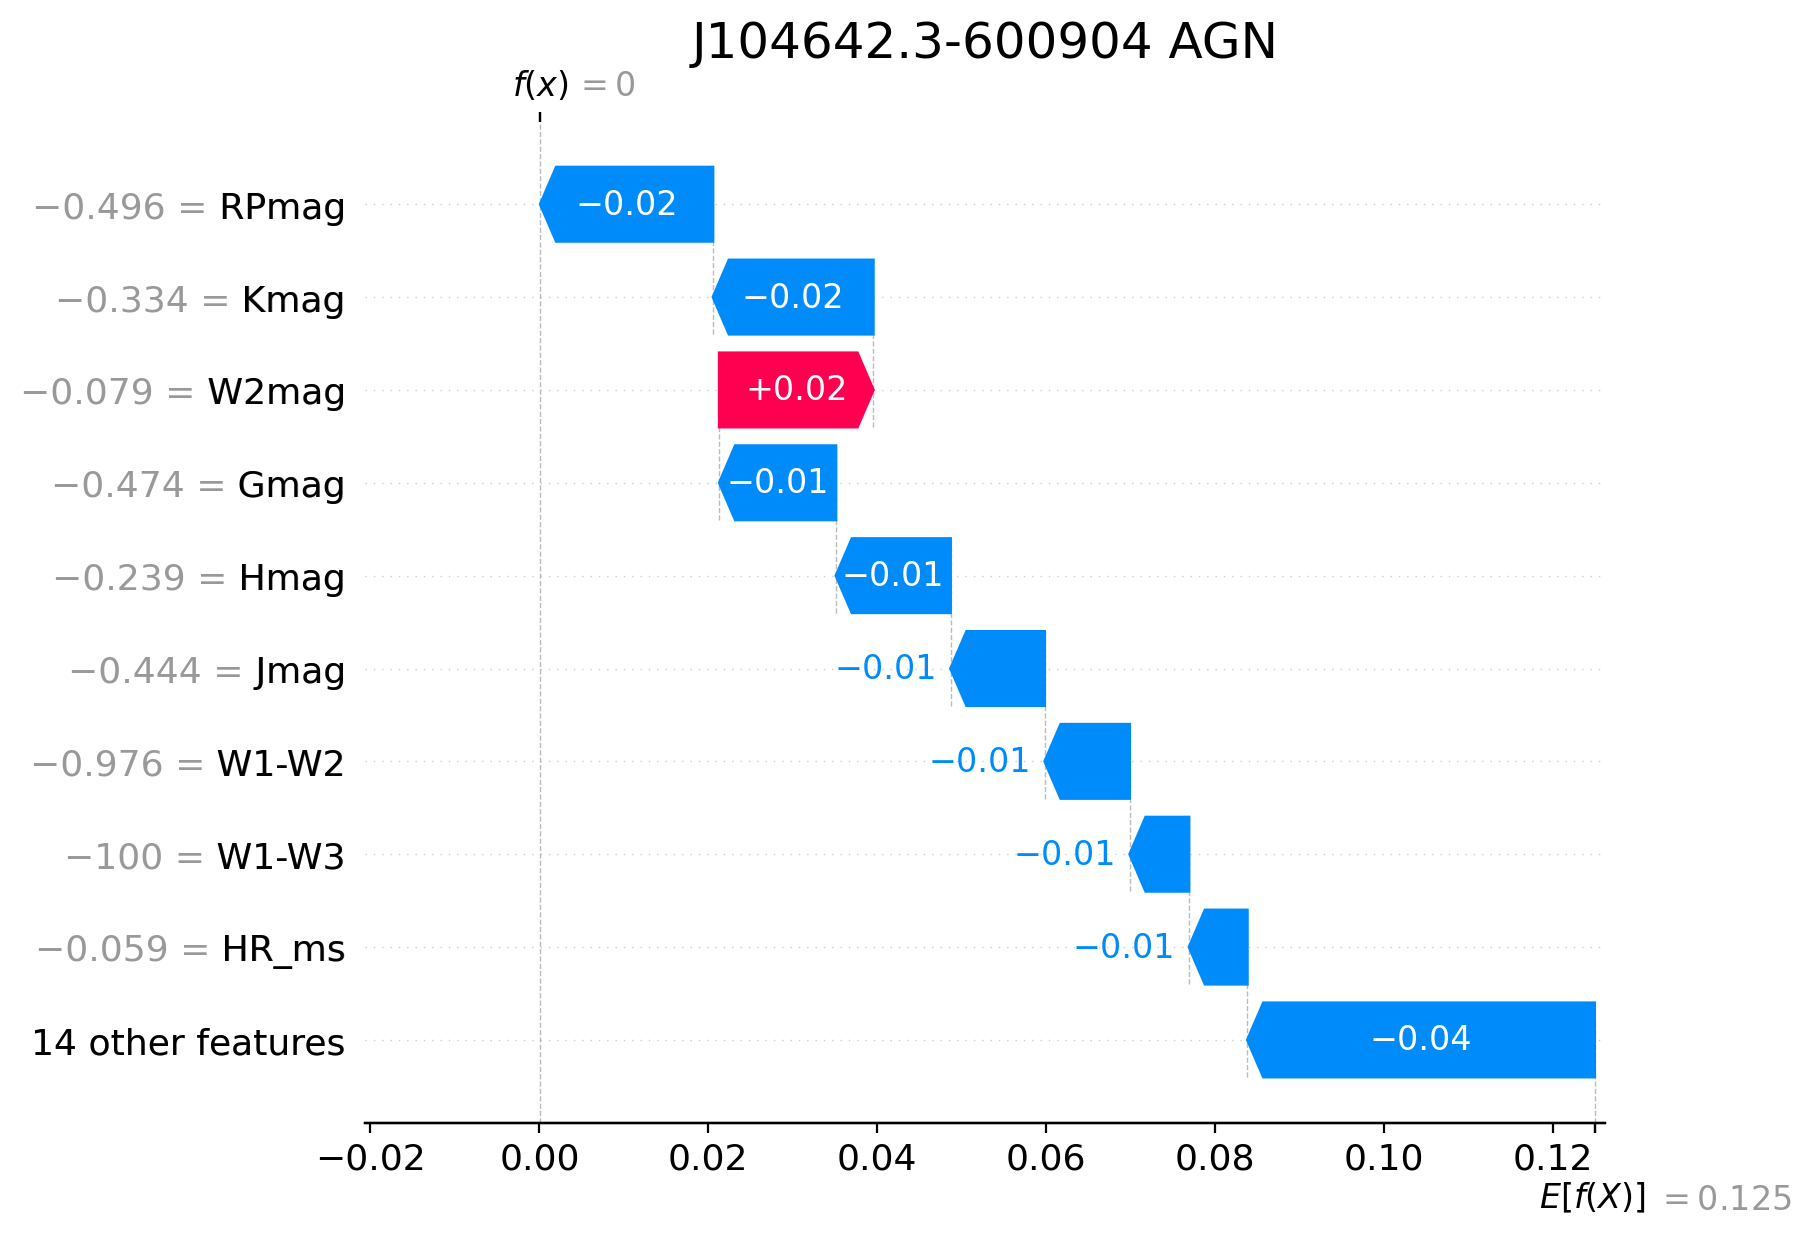 J104642.3-600904 AGN
f(x) = 0
−0.496 = RPmag −0.02
−0.334 = Kmag −0.02
−0.079 = W2mag +0.02
−0.474 = Gmag −0.01
−0.239 = Hmag −0.01
−0.444 = Jmag −0.01
−0.976 = W1-W2 −0.01
−100 = W1-W3 −0.01
−0.059 = HR_ms −0.01
14 other features −0.04
−0.02 0.00 0.02 0.04 0.06 0.08 0.10 0.12
E[f(X)] = 0.125